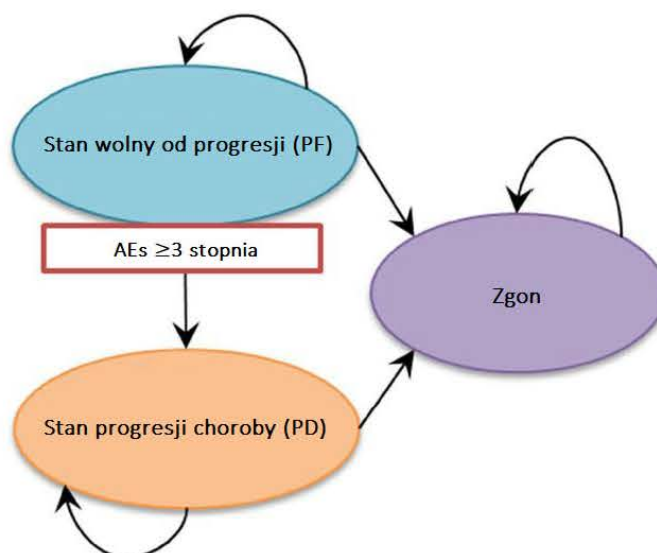 Stan wolny od progresji (PF)
AEs ≥3 stopnia
Zgon
Stan progresji choroby (PD)